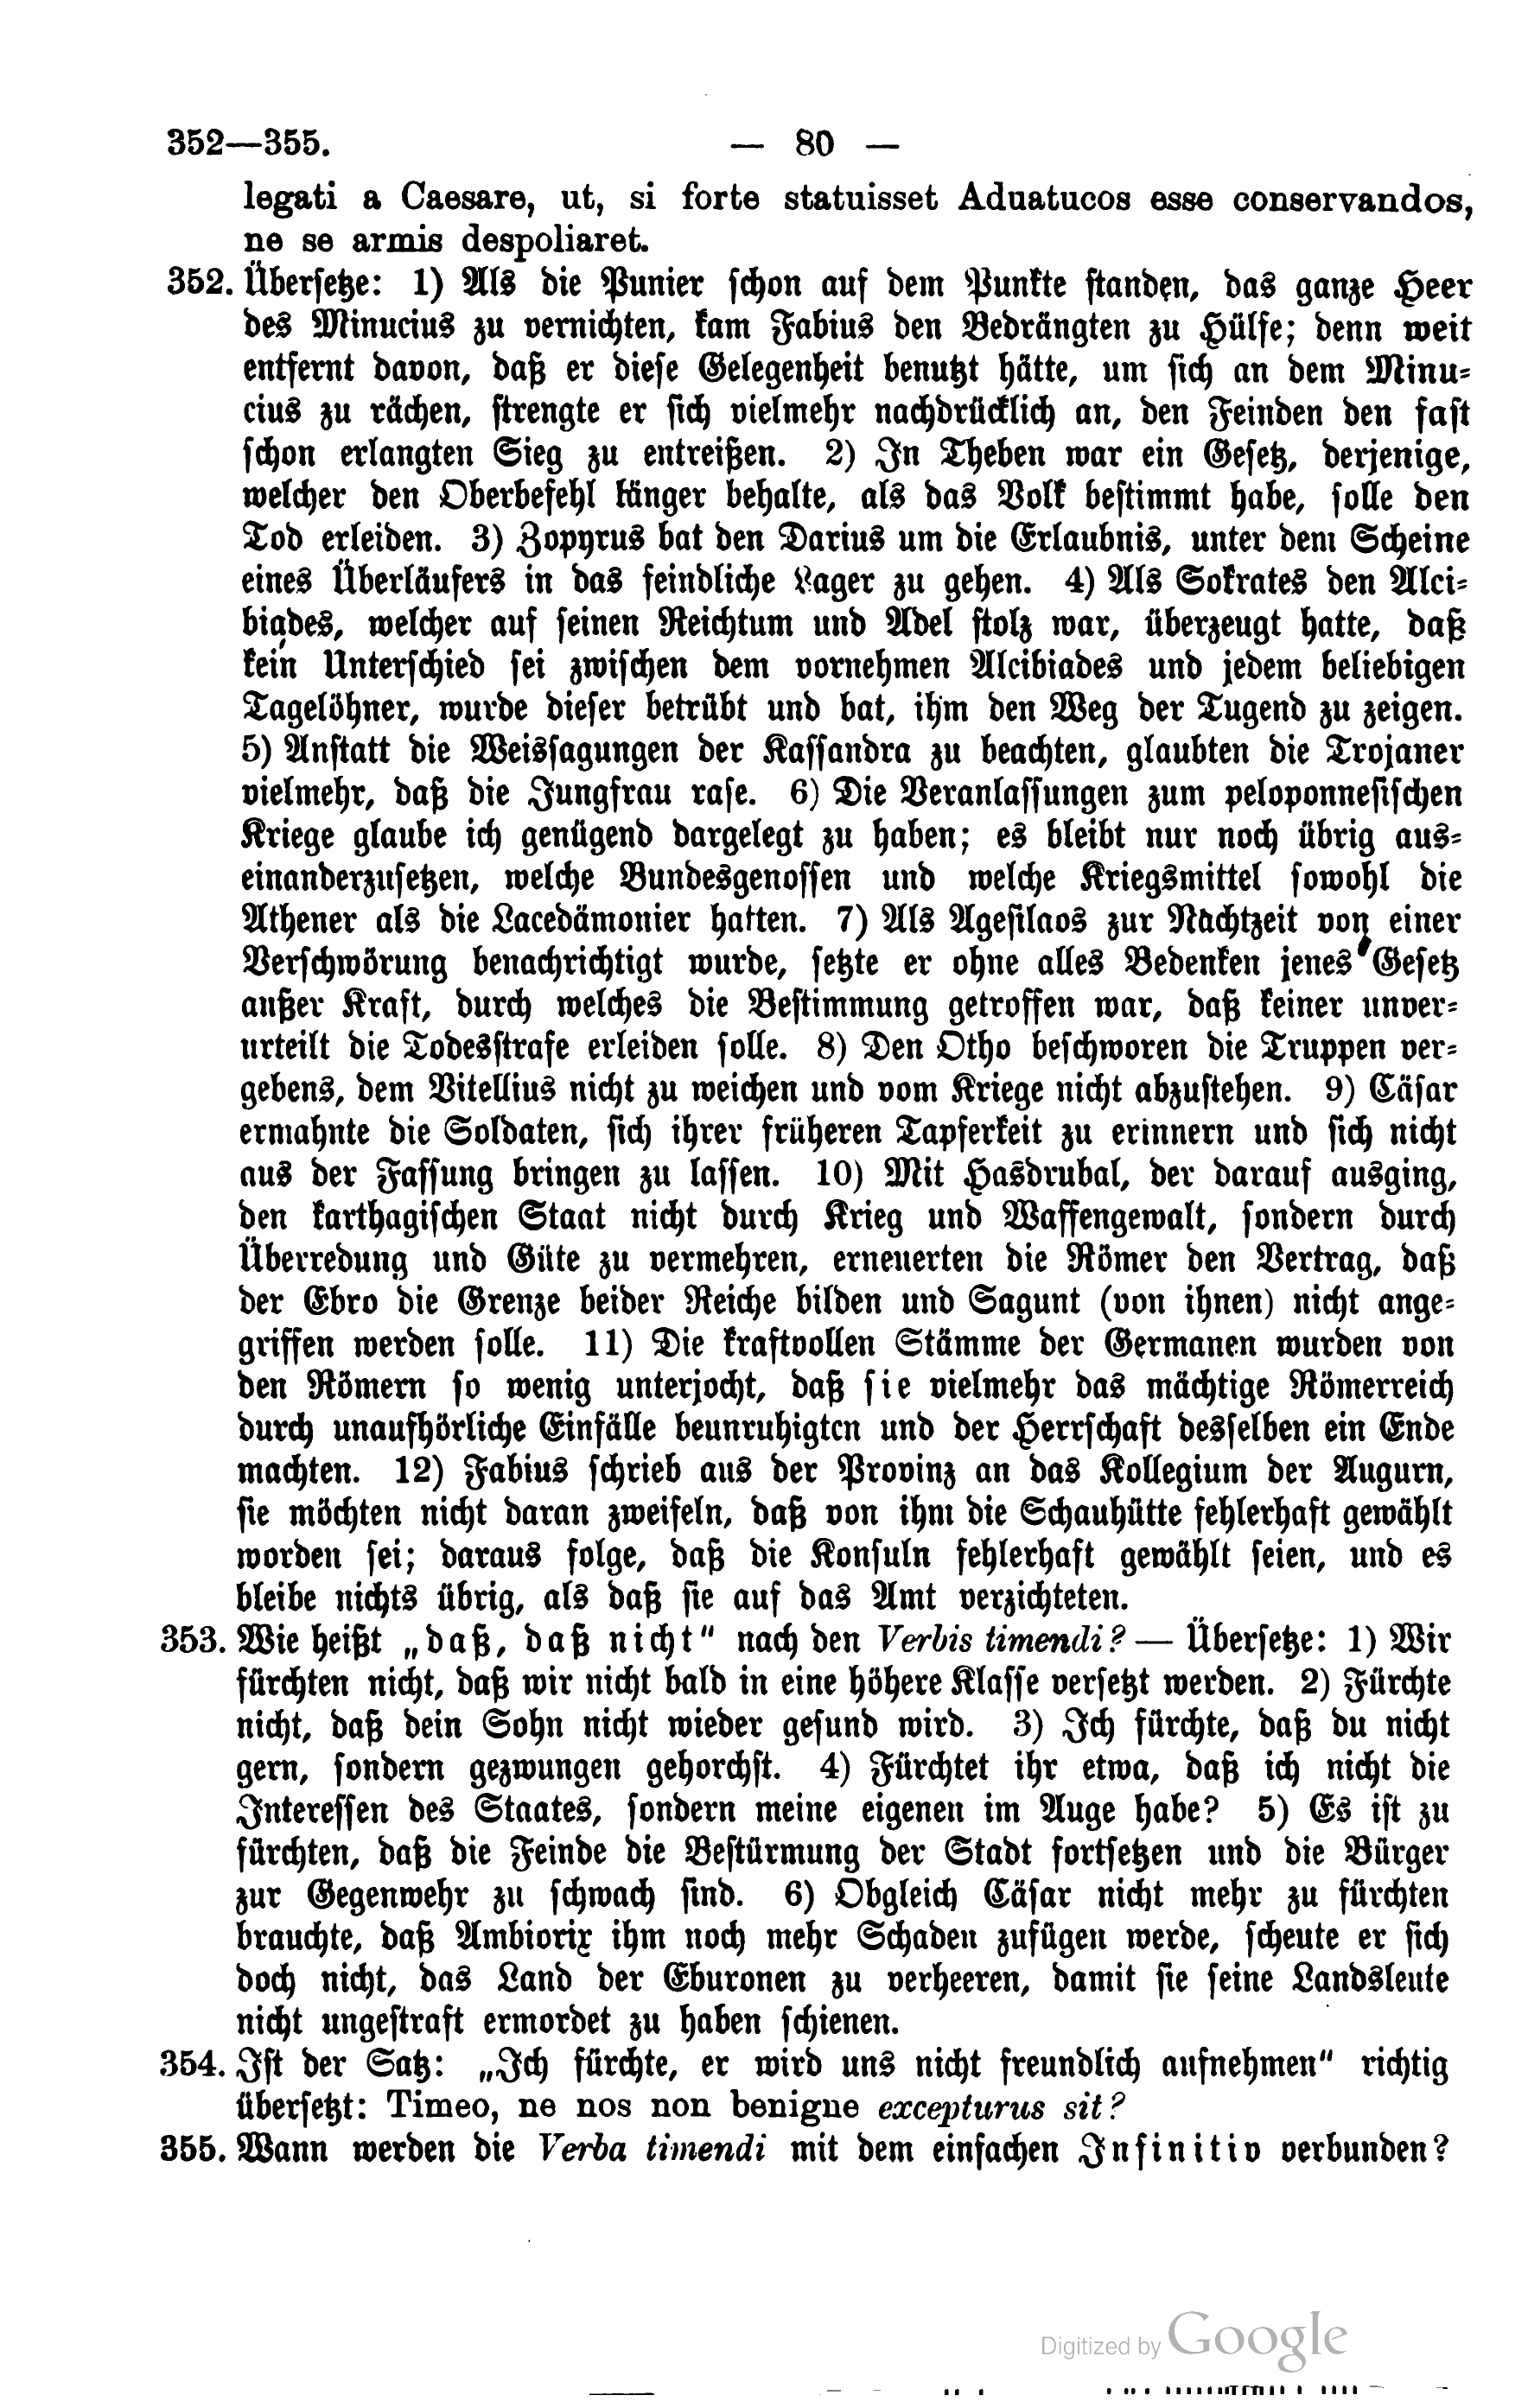 352—355. — 80 —
legati a Caesare, ut, si forte statuisset Aduatucos esse conservandos,
ne se armis despoliaret.
352. Übersetze: 1) Als die Punier schon auf dem Punkte standen, das ganze Heer
des Minucius zu vernichten, kam Fabius den Bedrängten zu Hülfe; denn weit
entfernt davon, daß er diese Gelegenheit benutzt hätte, um sich an dem Minu-
cius zu rächen, strengte er sich vielmehr nachdrücklich an, den Feinden den fast
schon erlangten Sieg zu entreißen. 2) In Theben war ein Gesetz, derjenige,
welcher den Oberbefehl länger behalte, als das Volk bestimmt habe, solle den
Tod erleiden. 3) Zopyrus bat den Darius um die Erlaubnis, unter dem Scheine
eines Überläufers in das feindliche Lager zu gehen. 4) Als Sokrates den Alci-
biades, welcher auf seinen Reichtum und Adel stolz war, überzeugt hatte, daß
kein Unterschied sei zwischen dem vornehmen Alcibiades und jedem beliebigen
Tagelöhner, wurde dieser betrübt und bat, ihm den Weg der Tugend zu zeigen.
5) Anstatt die Weissagungen der Kassandra zu beachten, glaubten die Trojaner
vielmehr, daß die Jungfrau rase. 6) Die Veranlassungen zum peloponnesischen
Kriege glaube ich genügend dargelegt zu haben; es bleibt nur noch übrig aus-
einanderzusetzen, welche Bundesgenossen und welche Kriegsmittel sowohl die
Athener als die Lacedämonier hatten. 7) Als Agesilaos zur Nachtzeit von einer
Verschwörung benachrichtigt wurde, setzte er ohne alles Bedenken jenes Gesetz
außer Kraft, durch welches die Bestimmung getroffen war, daß keiner unver-
urteilt die Todesstrafe erleiden solle. 8) Den Otho beschworen die Truppen ver-
gebens, dem Vitellius nicht zu weichen und vom Kriege nicht abzustehen. 9) Cäsar
ermahnte die Soldaten, sich ihrer früheren Tapferkeit zu erinnern und sich nicht
aus der Fassung bringen zu lassen. 10) Mit Hasdrubal, der darauf ausging,
den karthagischen Staat nicht durch Krieg und Waffengewalt, sondern durch
Überredung und Güte zu vermehren, erneuerten die Römer den Vertrag, daß
der Ebro die Grenze beider Reiche bilden und Sagunt (von ihnen) nicht ange-
griffen werden solle. 11) Die kraftvollen Stämme der Germanen wurden von
den Römern so wenig unterjocht, daß sie vielmehr das mächtige Römerreich
durch unaufhörliche Einfälle beunruhigten und der Herrschaft desselben ein Ende
machten. 12) Fabius schrieb aus der Provinz an das Kollegium der Augurn,
sie möchten nicht daran zweifeln, daß von ihm die Schauhütte fehlerhaft gewählt
worden sei; daraus folge, daß die Konsuln fehlerhaft gewählt seien, und es
bleibe nichts übrig, als daß sie auf das Amt verzichteten.
353. Wie heißt „daß, daß nicht" nach den Verbis timendi? — Übersetze: 1) Wir
fürchten nicht, daß wir nicht bald in eine höhere Klasse versetzt werden. 2) Fürchte
nicht, daß dein Sohn nicht wieder gesund wird. 3) Ich fürchte, daß du nicht
gern, sondern gezwungen gehorchst. 4) Fürchtet ihr etwa, daß ich nicht die
Interessen des Staates, sondern meine eigenen im Auge habe? 5) Es ist zu
fürchten, daß die Feinde die Bestürmung der Stadt fortsetzen und die Bürger
zur Gegenwehr zu schwach sind. 6) Obgleich Cäsar nicht mehr zu fürchten
brauchte, daß Ambiorix ihm noch mehr Schaden zufügen werde, scheute er sich
doch nicht, das Land der Eburonen zu verheeren, damit sie seine Landsleute
nicht ungestraft ermordet zu haben schienen.
354. Ist der Satz: „Ich fürchte, er wird uns nicht freundlich aufnehmen" richtig
übersetzt: Timeo, ne nos non benigne excepturus sit?
355. Wann werden die Verba timendi mit dem einfachen Infinitiv verbunden?
Digitized by Google